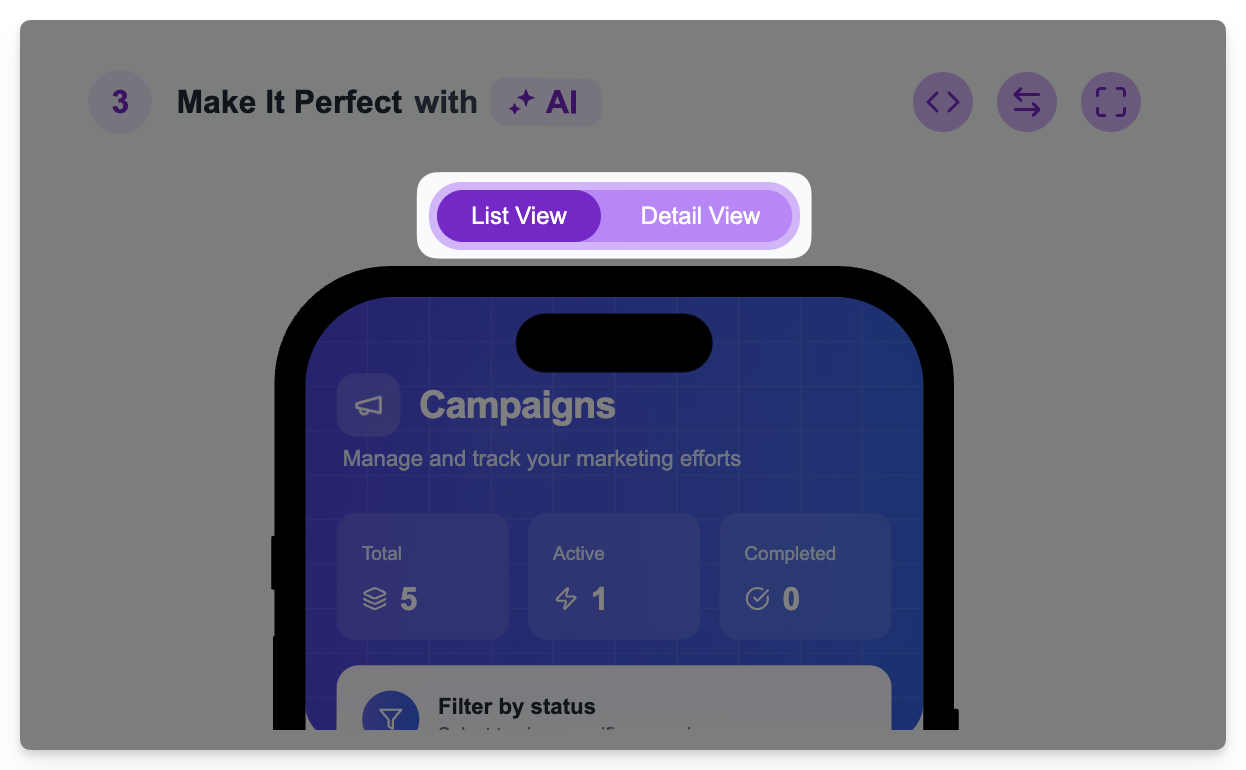 3 Make It Perfect with AI
List View Detail View
Campaigns
Manage and track your marketing efforts
Total Active Completed
5 1 0
Filter by status